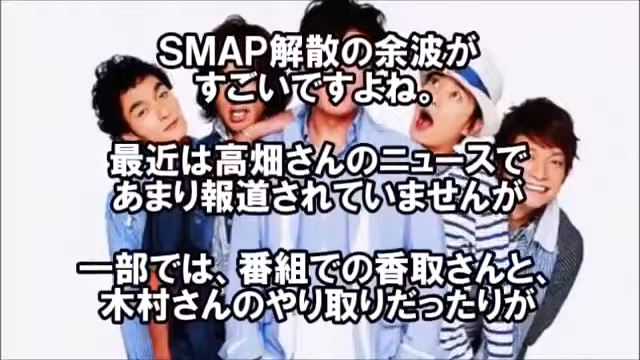 SMAP解散の余波が
すごいですよね。
最近は高畑さんのニュースで
あまり報道されていませんが
一部では、番組での香取さんと、
木村さんのやり取りだったりが